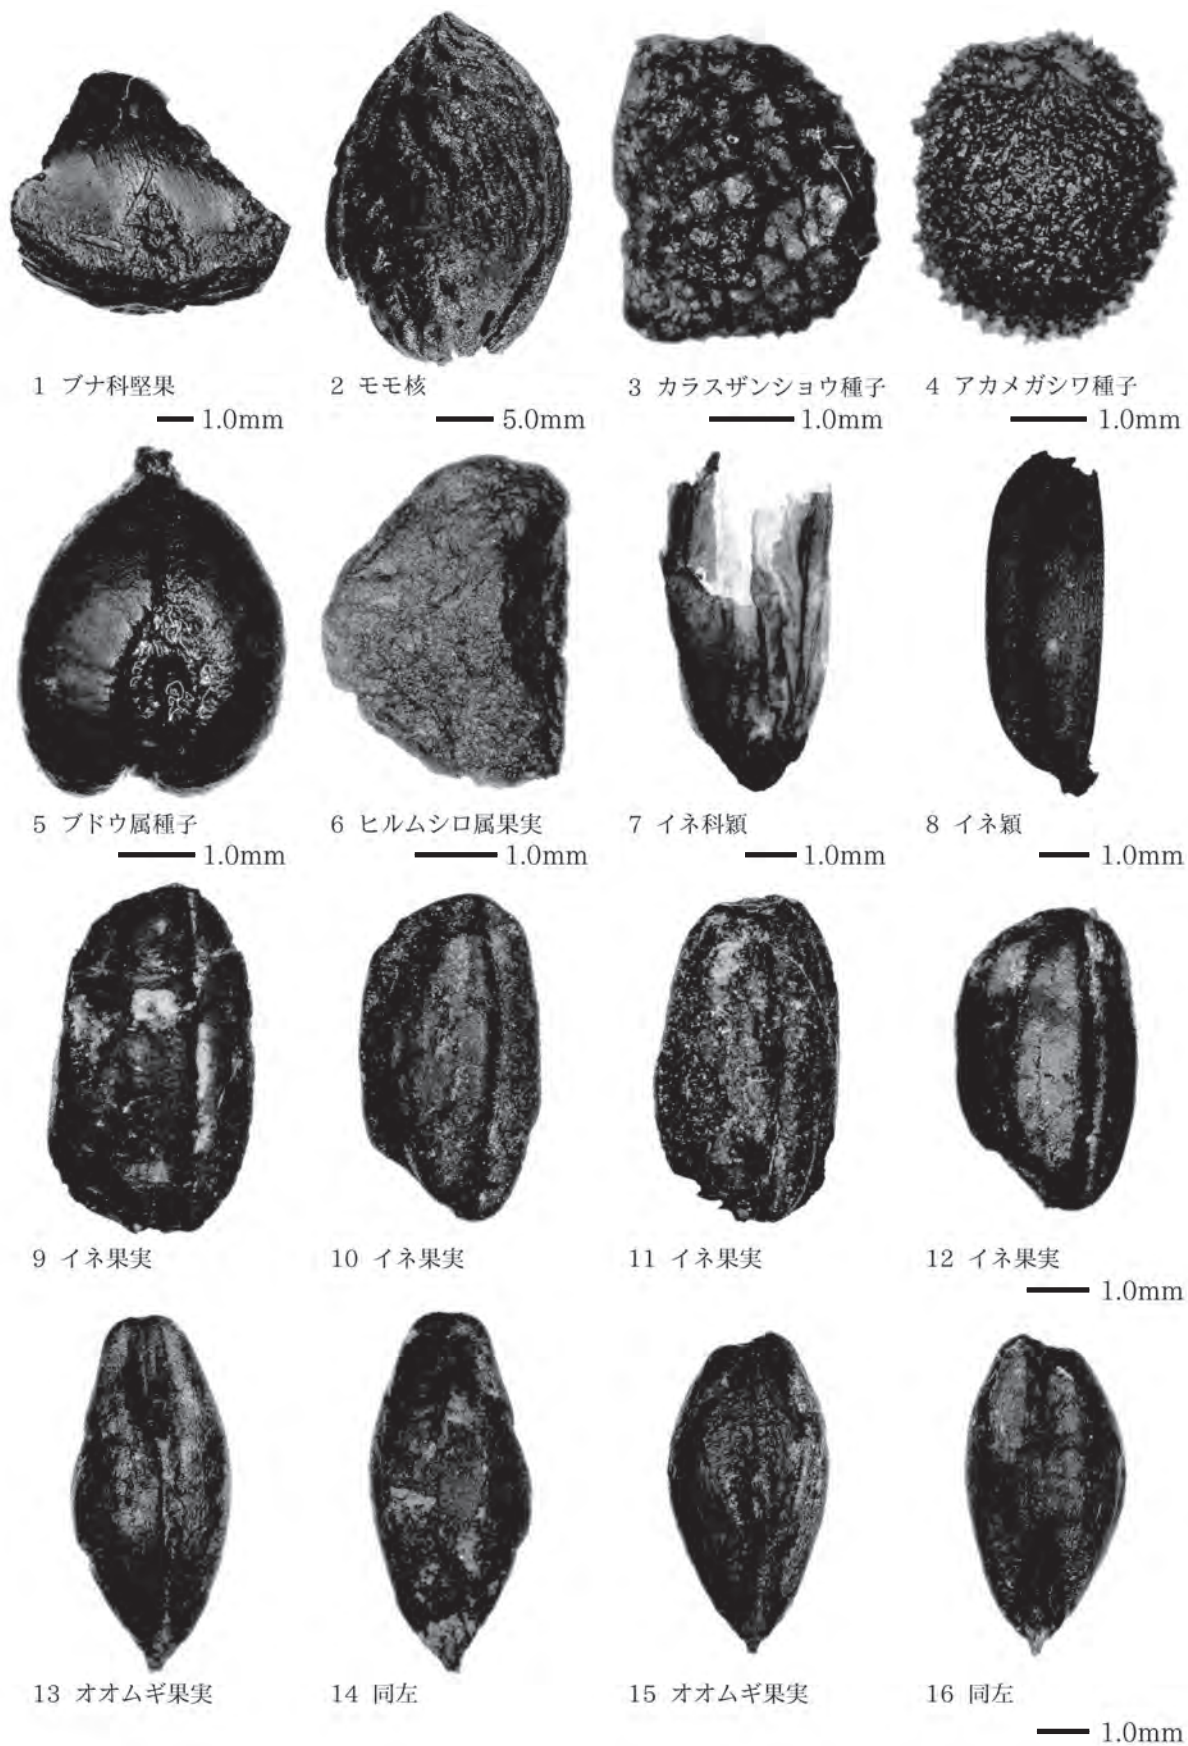 1 ブナ科堅果
2 モモ核
3 カラスザンショウ種子
4 アカメガシワ種子
1.0mm
5.0mm
1.0mm
1.0mm
5 ブドウ属種子
6 ヒルムシロ属果実
7 イネ科穎
8 イネ穎
1.0mm
1.0mm
1.0mm
1.0mm
9 イネ果実
10 イネ果実
11 イネ果実
12 イネ果実
1.0mm
13 オオムギ果実
14 同左
15 オオムギ果実
16 同左
1.0mm